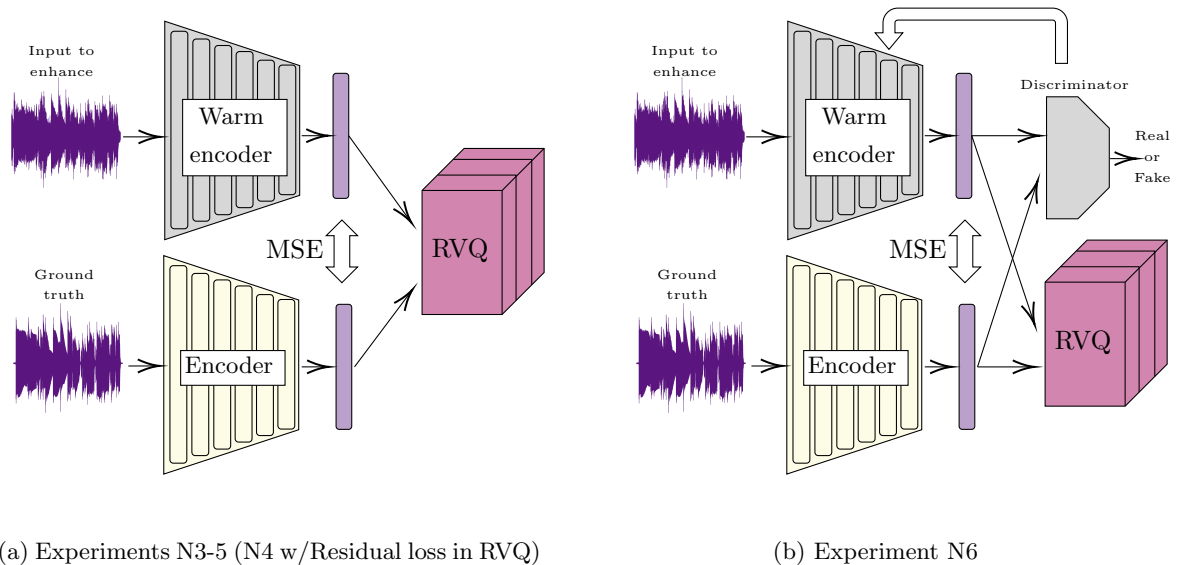 Input to
enhance
Warm
encoder
MSE
RVQ
Ground
truth
Encoder
(a) Experiments N3-5 (N4 w/Residual loss in RVQ)
Input to
enhance
Warm
encoder
Discriminator
Real
or
Fake
MSE
RVQ
Ground
truth
Encoder
(b) Experiment N6